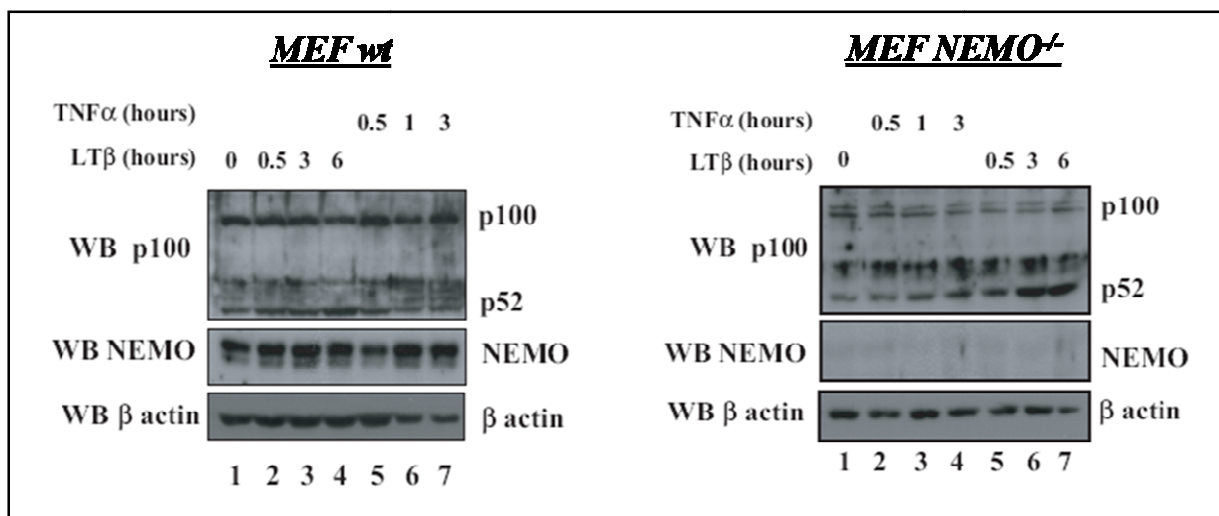 MEF wt
TNFα (hours) 0.5 1 3
LTβ (hours) 0 0.5 3 6
WB p100
p100
p52
WB NEMO NEMO
WB β actin β actin
1 2 3 4 5 6 7
MEF NEMO-/-
TNFα (hours) 0.5 1 3
LTβ (hours) 0 0.5 3 6
WB p100
p100
p52
WB NEMO NEMO
WB β actin β actin
1 2 3 4 5 6 7